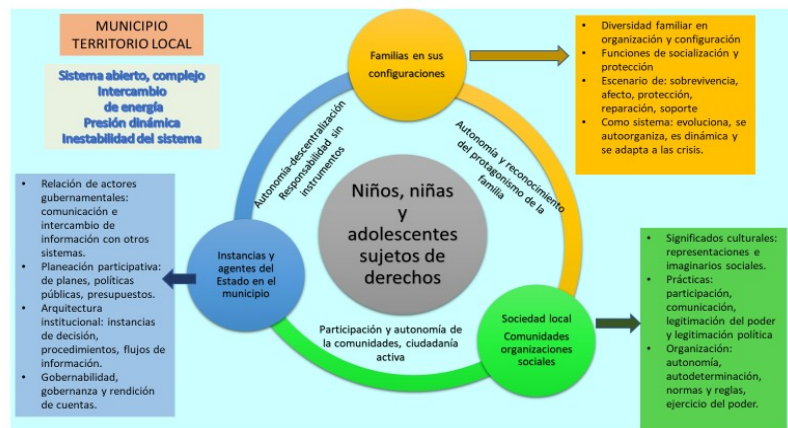 MUNICIPIO
TERRITORIO LOCAL
Sistema abierto, complejo
Intercambio
de energía
Presión dinámica
Inestabilidad del sistema
Familias en sus
configuraciones
• Diversidad familiar en
organización y configuración
• Funciones de socialización y
protección
• Escenario de: sobrevivencia,
afecto, protección,
reparación, soporte
• Como sistema: evoluciona, se
autoorganiza, es dinámica y
se adapta a las crisis.
Autonomía-descentralización
Responsabilidad sin
instrumentos
Autonomía y reconocimiento
del protagonismo de la
familia
Niños, niñas
y
adolescentes
sujetos de
derechos
• Relación de actores
gubernamentales:
comunicación e
intercambio de
información con otros
sistemas.
• Planeación participativa:
de planes, políticas
públicas, presupuestos.
• Arquitectura
institucional: instancias
de decisión,
procedimientos, flujos de
información.
• Gobernabilidad,
gobernanza y rendición
de cuentas.
Instancias y
agentes del
Estado en el
municipio
Participación y autonomía de
la comunidades, ciudadanía
activa
Sociedad local
Comunidades
organizaciones
sociales
• Significados culturales:
representaciones e
imaginarios sociales.
• Prácticas:
participación,
comunicación,
legitimación del poder
y legitimación política
• Organización:
autonomía,
autodeterminación,
normas y reglas,
ejercicio del poder.